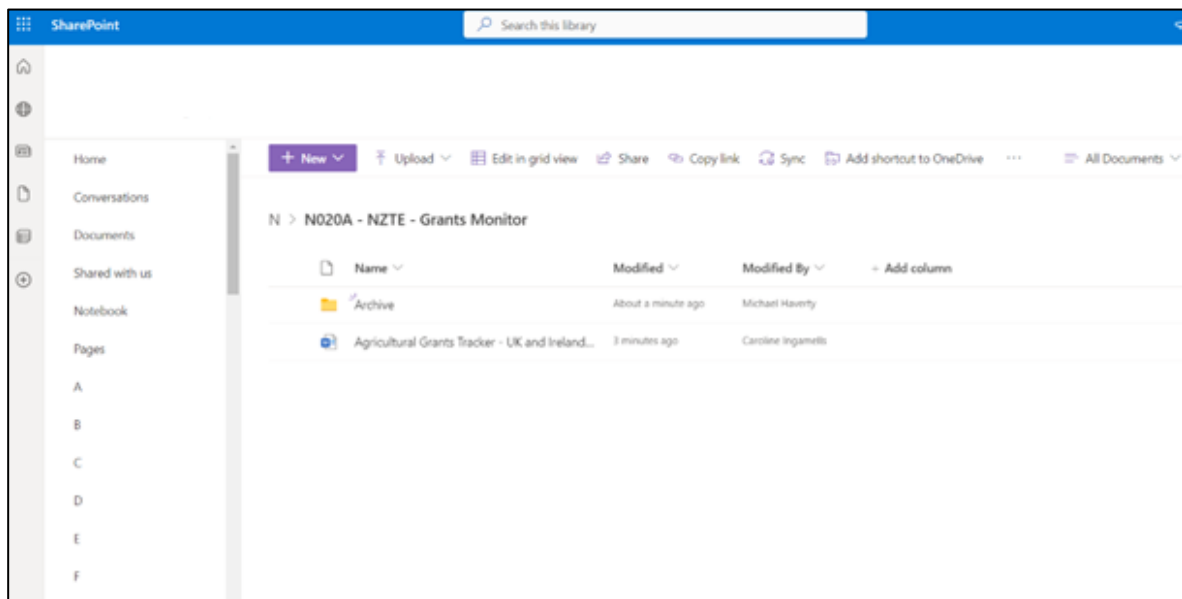 SharePoint
Search this library
Home
Conversations
Documents
Shared with us
Notebook
Pages
A
B
C
D
E
F
+ New
Upload
Edit in grid view
Share
Copy link
Sync
Add shortcut to OneDrive
...
All Documents
N > N020A - NZTE - Grants Monitor
Name Modified Modified By + Add column
Archive About a minute ago Michael Haverty
Agricultural Grants Tracker - UK and Ireland... 3 minutes ago Caroline Ingamells